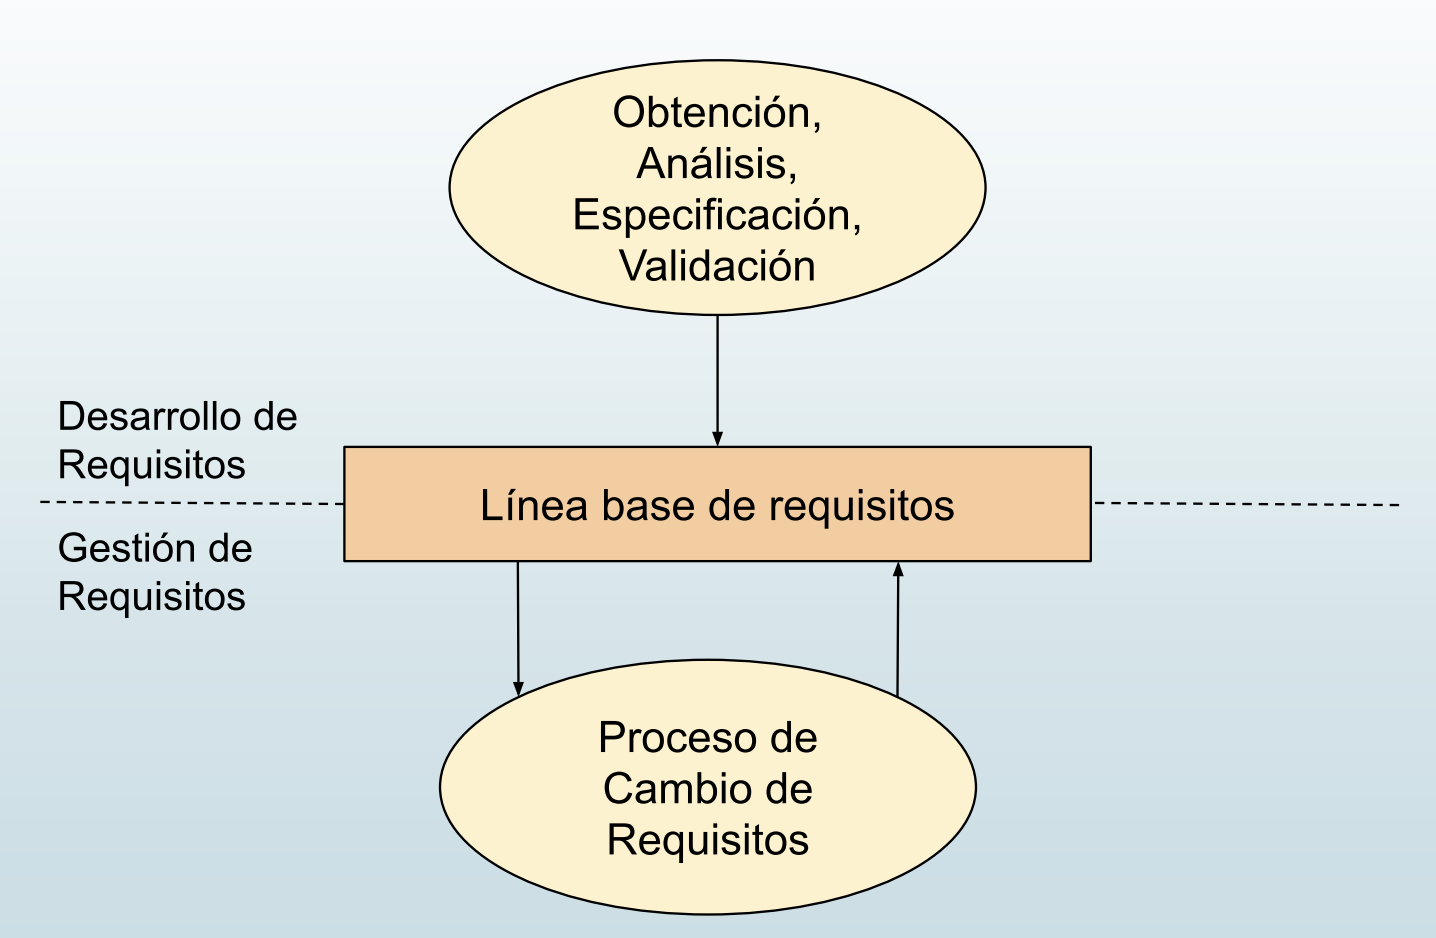 Obtención,
Análisis,
Especificación,
Validación
Desarrollo de
Requisitos
Línea base de requisitos
Gestión de
Requisitos
Proceso de
Cambio de
Requisitos